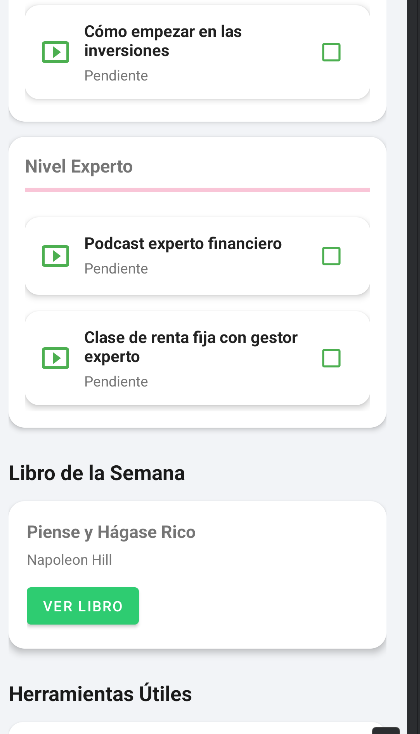 Cómo empezar en las
inversiones
Pendiente
Nivel Experto
Podcast experto financiero
Pendiente
Clase de renta fija con gestor
experto
Pendiente
Libro de la Semana
Piense y Hágase Rico
Napoleon Hill
VER LIBRO
Herramientas Útiles